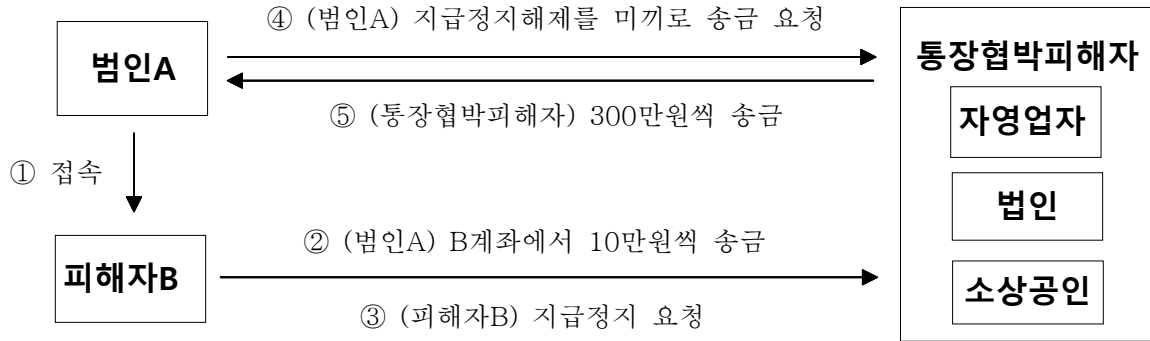 ④ (범인A) 지급정지해제를 미끼로 송금 요청
범인A
통장협박피해자
⑤ (통장협박피해자) 300만원씩 송금
자영업자
① 접속
법인
② (범인A) B계좌에서 10만원씩 송금
피해자B
소상공인
③ (피해자B) 지급정지 요청